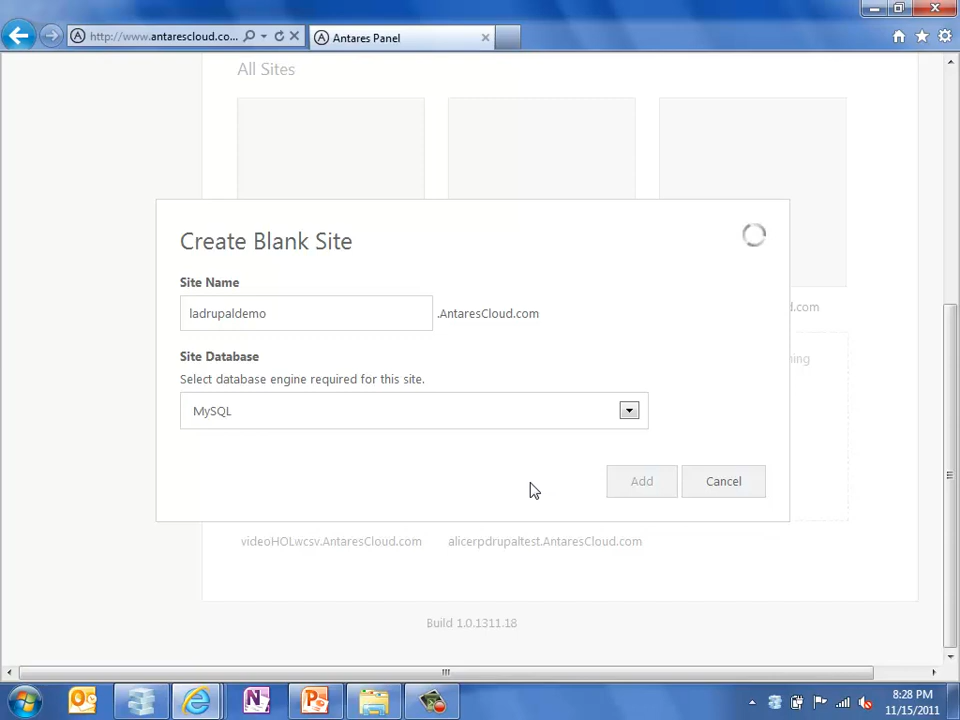 http://www.antarescloud.co...
Antares Panel
All Sites
Create Blank Site
Site Name
ladrupaldemo
.AntaresCloud.com
d.com
Site Database
ning
Select database engine required for this site.
MySQL
Add
Cancel
videoHOLwcsv.AntaresCloud.com
alicerpdrupaltest.AntaresCloud.com
Build 1.0.1311.18
8:28 PM
11/15/2011